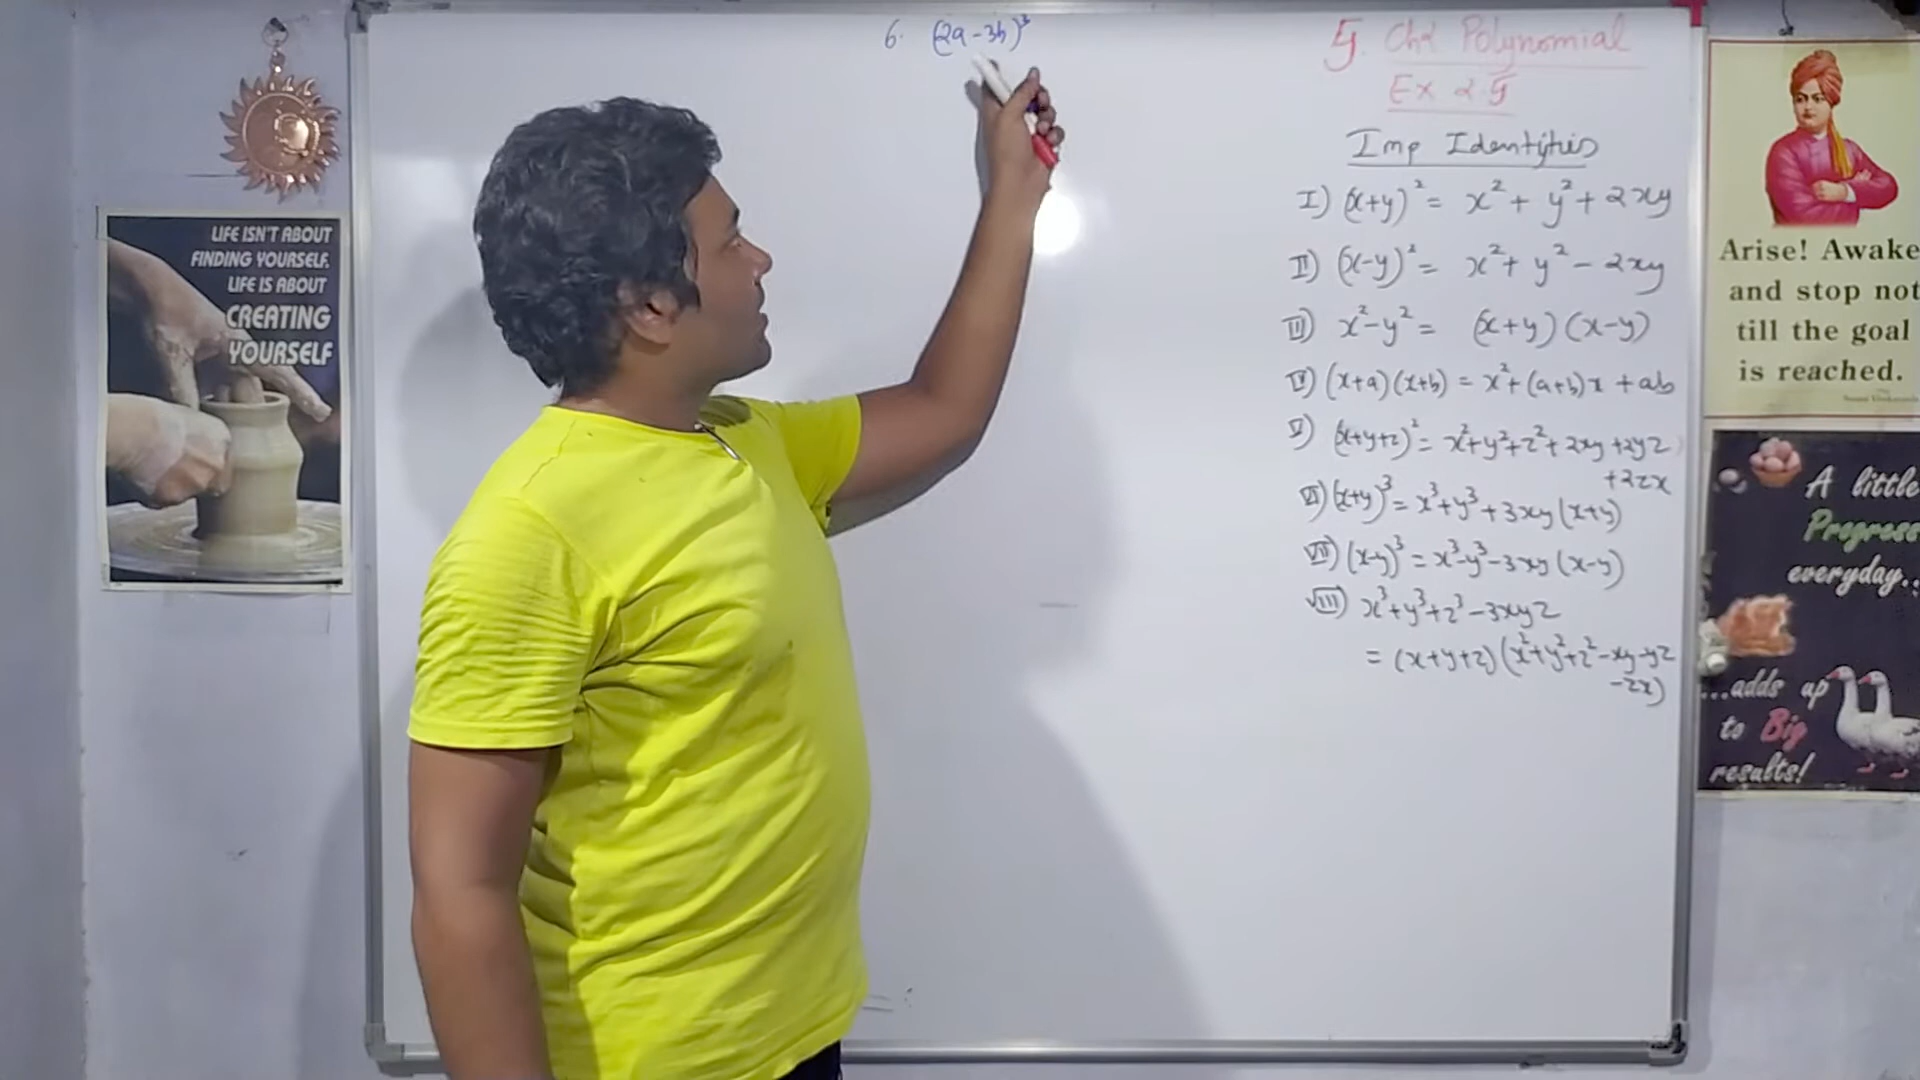 6. (2a-3b)³
9. Ch2 Polynomial
Ex 2.5
Imp Identities
I) (x+y)² = x² + y² + 2xy
II) (x-y)² = x² + y² - 2xy
III) x²-y² = (x+y) (x-y)
IV) (x+a) (x+b) = x²+(a+b)x + ab
V) (x+y+z)² = x²+y²+z²+2xy+2yz
+2zx
VI) (x+y)³ = x³+y³+3xy(x+y)
VII) (x-y)³ = x³-y³-3xy(x-y)
VIII) x³+y³+z³-3xyz
= (x+y+z) (x²+y²+z²-xy-yz
-zx)
LIFE ISN'T ABOUT
FINDING YOURSELF.
LIFE IS ABOUT
CREATING
YOURSELF
Arise! Awake
and stop not
till the goal
is reached.
A little
Progress
everyday..
...adds up
to Big
results!